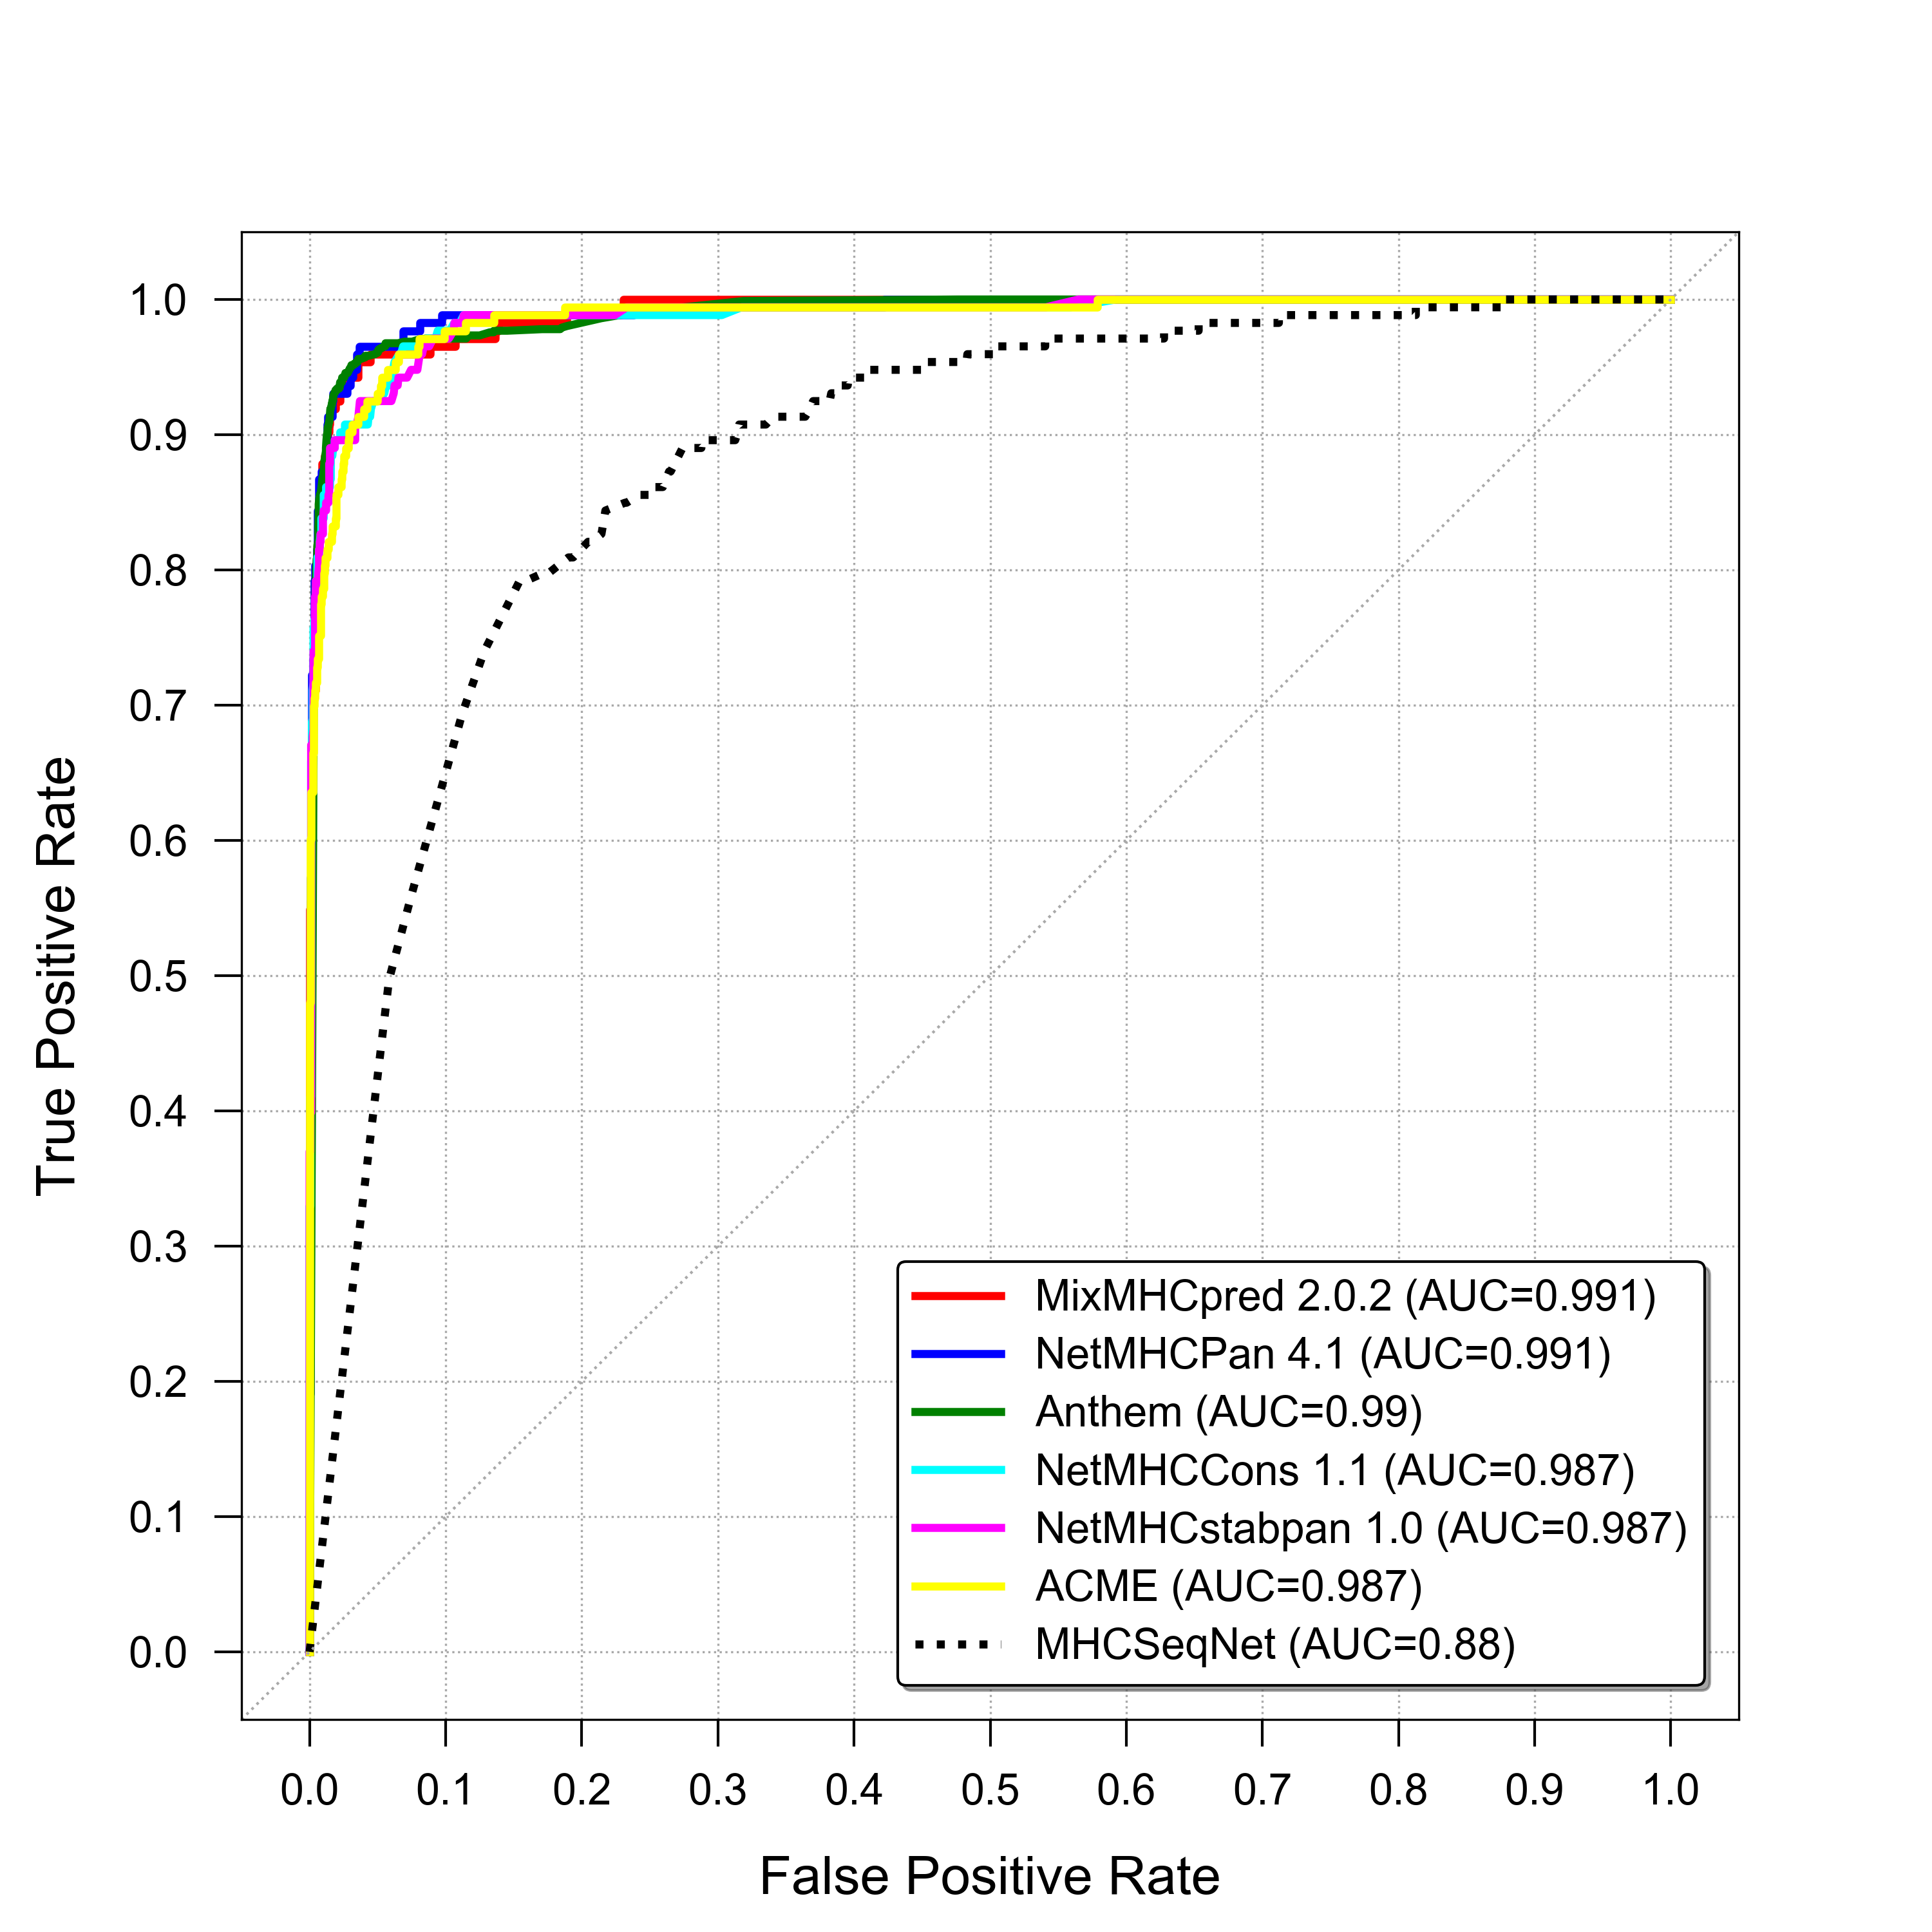 True Positive Rate
1.0
0.9
0.8
0.7
0.6
0.5
0.4
0.3
0.2
0.1
0.0
MixMHCpred 2.0.2 (AUC=0.991)
NetMHCPan 4.1 (AUC=0.991)
Anthem (AUC=0.99)
NetMHCCons 1.1 (AUC=0.987)
NetMHCstabpan 1.0 (AUC=0.987)
ACME (AUC=0.987)
MHCSeqNet (AUC=0.88)
0.0 0.1 0.2 0.3 0.4 0.5 0.6 0.7 0.8 0.9 1.0
False Positive Rate